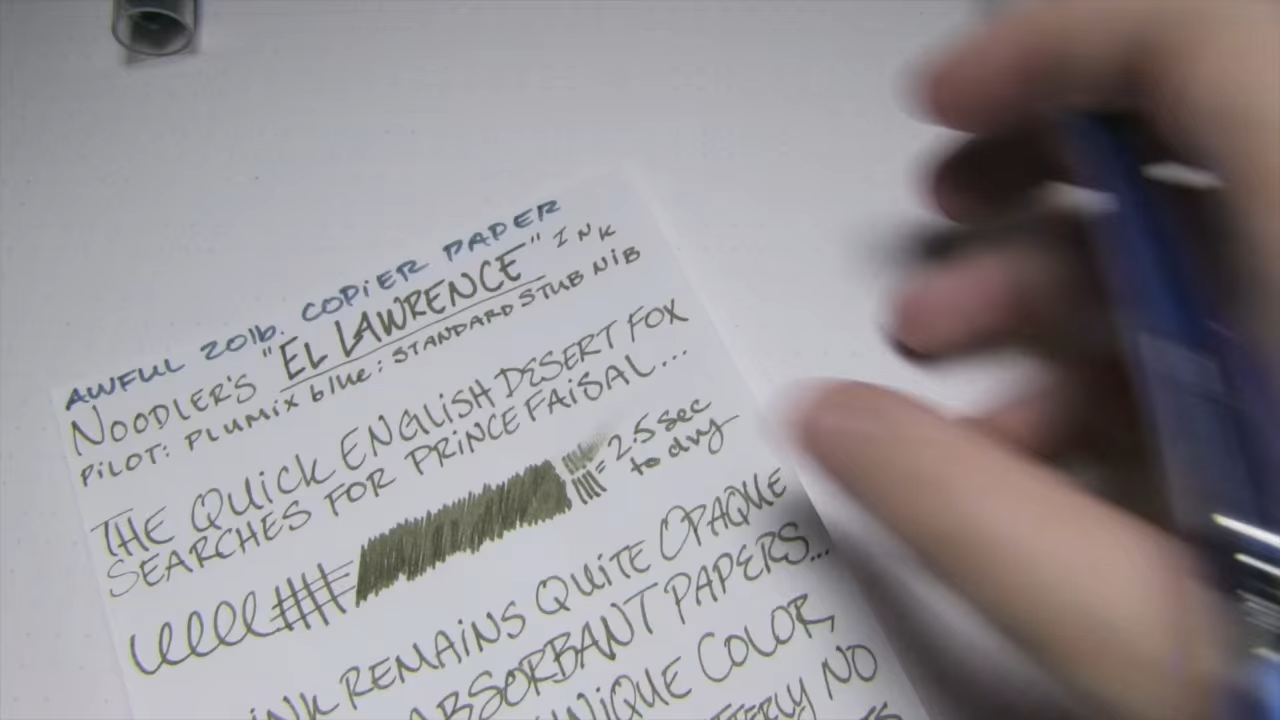 AWFUL 20lb. COPIER PAPER
NOODLER'S "EL LAWRENCE" INK
PILOT: PLUMIX blue: STANDARD STUB NIB
THE QUICK ENGLISH DESERT FOX
SEARCHES FOR PRINCE FAISAL...
= 2.5 sec
to dry
INK REMAINS QUITE OPAQUE
ABSORBANT PAPERS...
UNIQUE COLOR,
NO